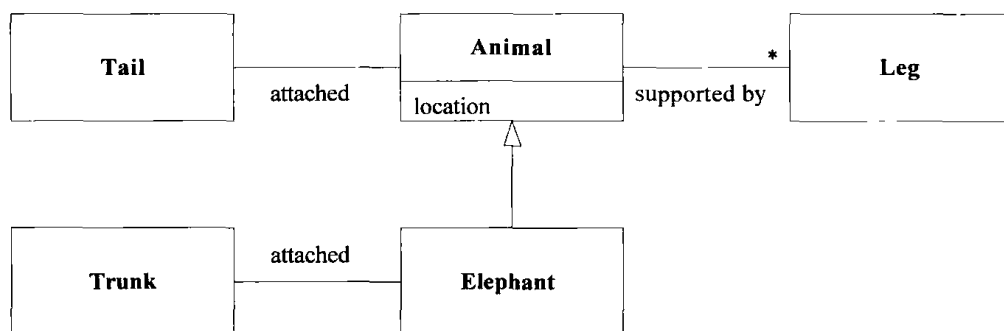 Tail
Animal
Leg
attached
*
location
supported by
Trunk
attached
Elephant